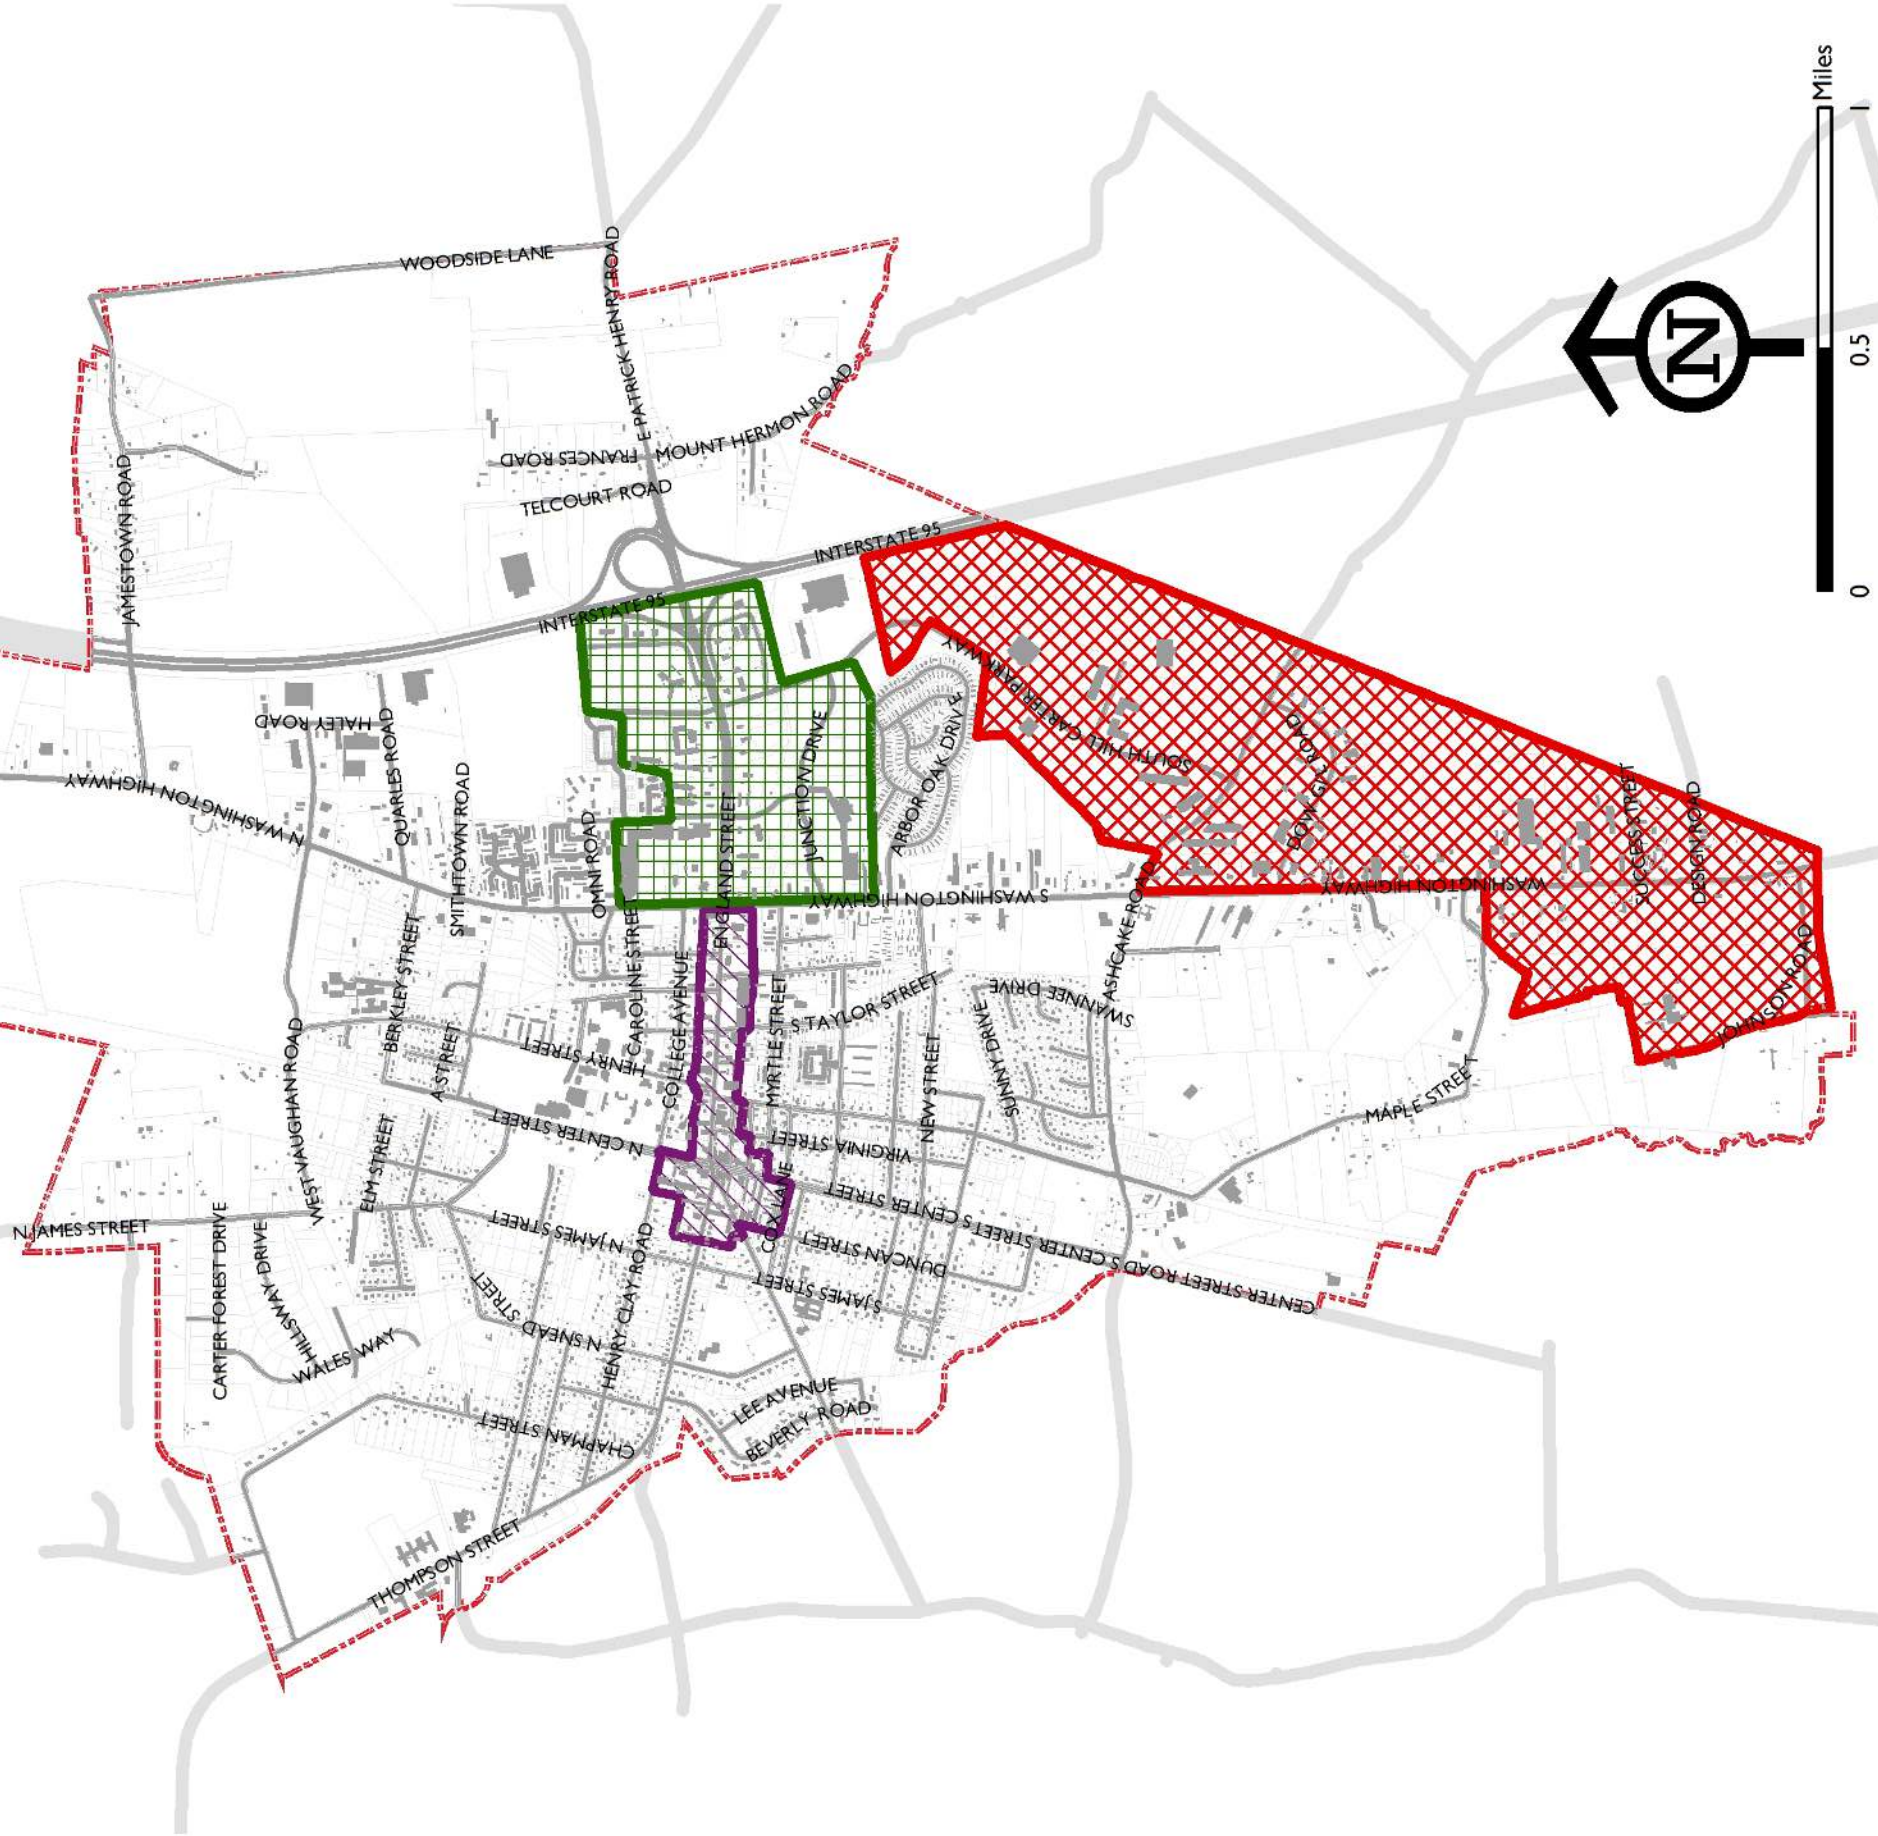 WOODSIDE LANE
E PATRICK HENRY ROAD
JAMESTOWN ROAD
FRANCES ROAD
MOUNT HERMON ROAD
TELCOURT ROAD
INTERSTATE 95
INTERSTATE 95
HALEY ROAD
QUARLES ROAD
N WASHINGTON HIGHWAY
SMITHTOWN ROAD
OMNI ROAD
ENGLAND STREET
JUNCTION DRIVE
ARBOR OAK DRIVE
SOUTH HILL CARTER PARKWAY
DOW GIL ROAD
SUCCESS STREET
DESIGN ROAD
WASHINGTON HIGHWAY
S WASHINGTON HIGHWAY
ASHCAKE ROAD
JOHNSON ROAD
BERKLEY STREET
CAROLINE STREET
COLLEGE AVENUE
HENRY STREET
A STREET
MYRTLE STREET
S TAYLOR STREET
SWANNEE DRIVE
SUNNY DRIVE
NEW STREET
MAPLE STREET
WEST VAUGHAN ROAD
ELM STREET
N CENTER STREET
VIRGINIA STREET
COX LANE
S CENTER STREET
S CENTER STREET
CENTER STREET ROAD
DUNCAN STREET
N JAMES STREET
N JAMES STREET
S JAMES STREET
CARTER FOREST DRIVE
HILLSWAY DRIVE
WALES WAY
N SNEAD STREET
HENRY CLAY ROAD
CHAPMAN STREET
LEE AVENUE
BEVERLY ROAD
THOMPSON STREET
N
0 0.5 1
Miles